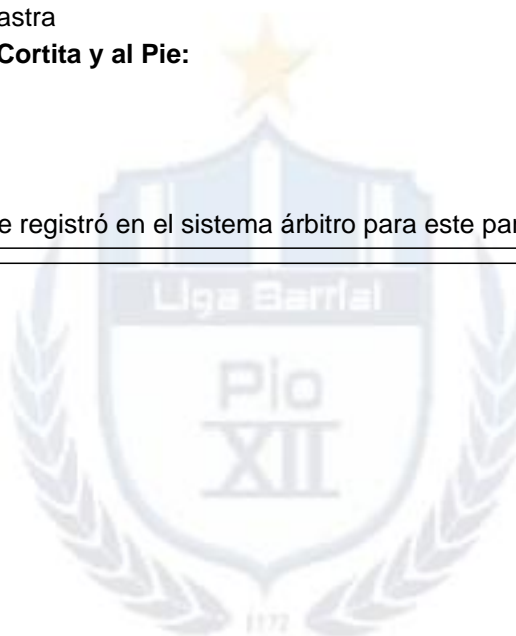 astra
Cortita y al Pie:
e registró en el sistema árbitro para este par
Liga Barrial
Pio
XII